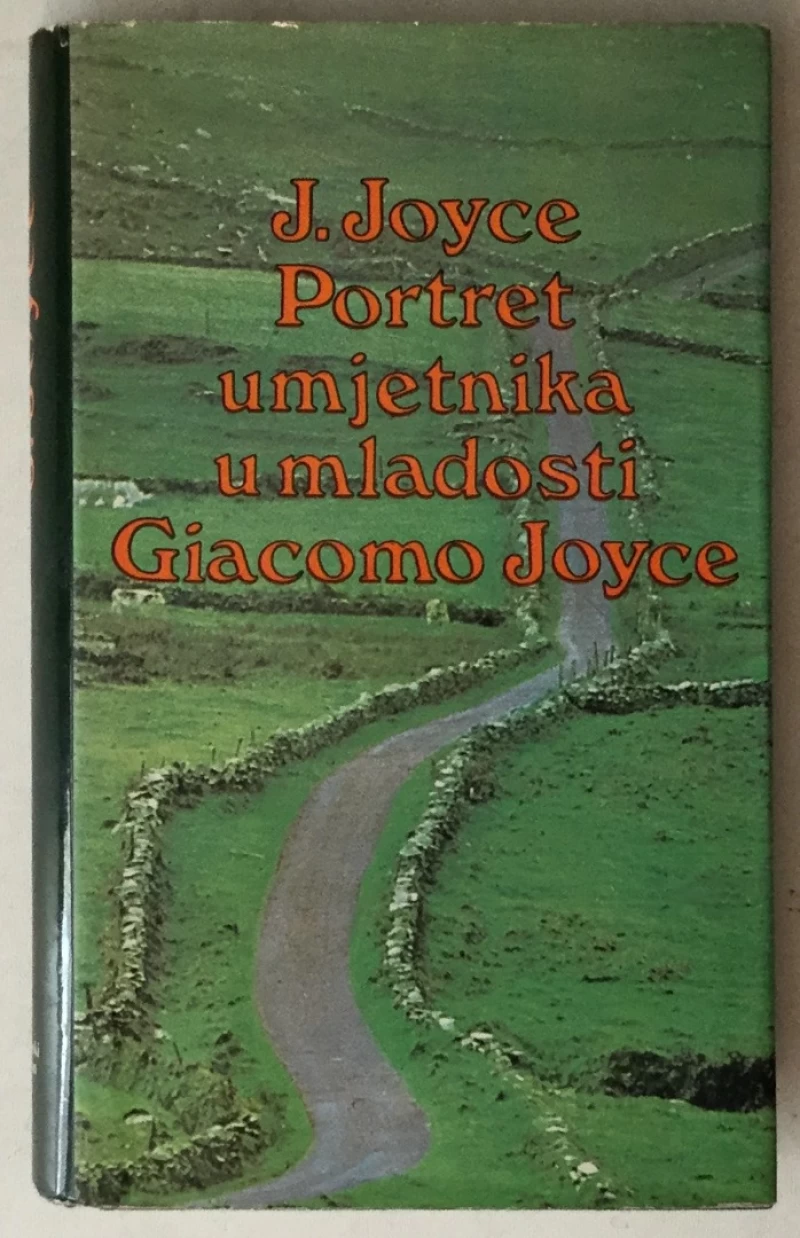 J. Joyce
Portret
umjetnika
u mladosti
Giacomo Joyce